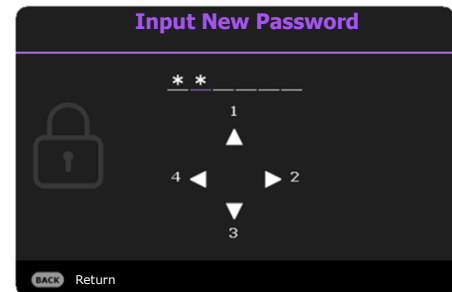 Input New Password
* * _ _ _ _
1
4 2
3
BACK Return